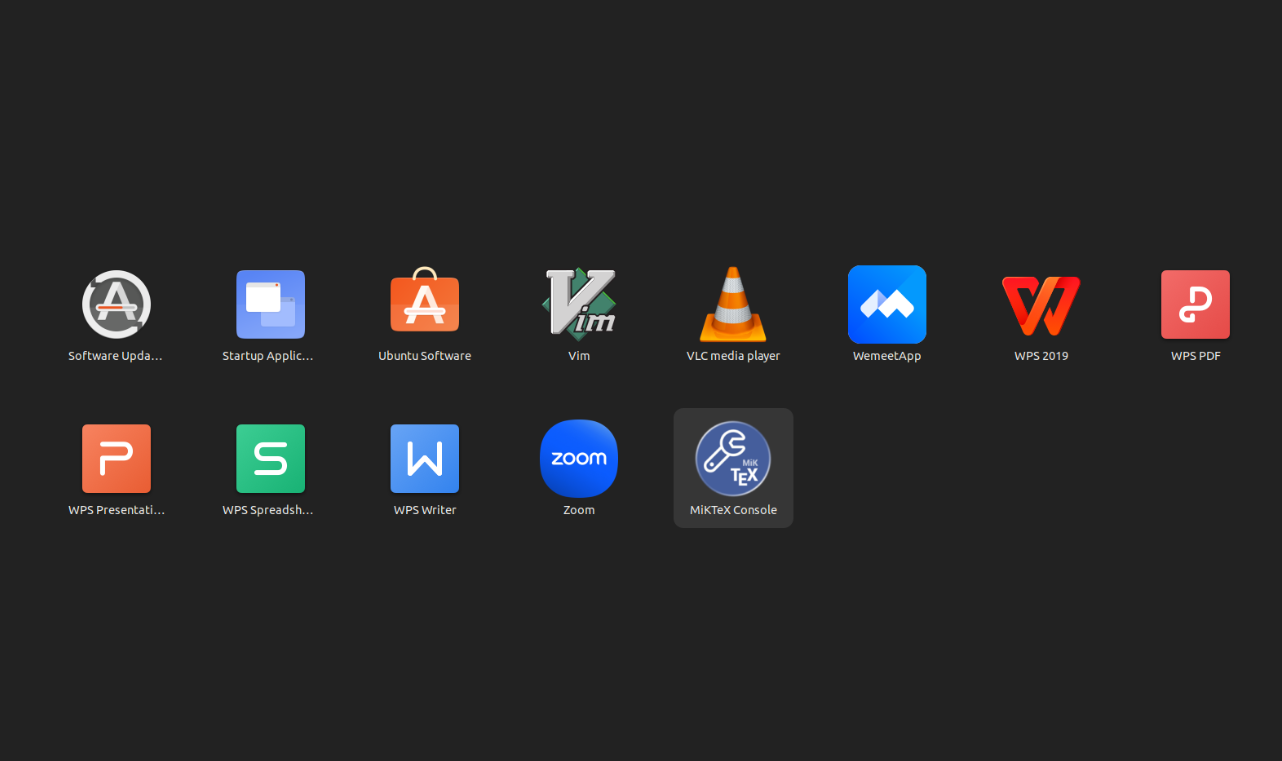 Software Upda...
Startup Applic...
Ubuntu Software
Vim
Vim
VLC media player
WemeetApp
WPS 2019
WPS PDF
WPS Presentati...
WPS Spreadsh...
WPS Writer
zoom
Zoom
MiK
TEX
MiKTeX Console